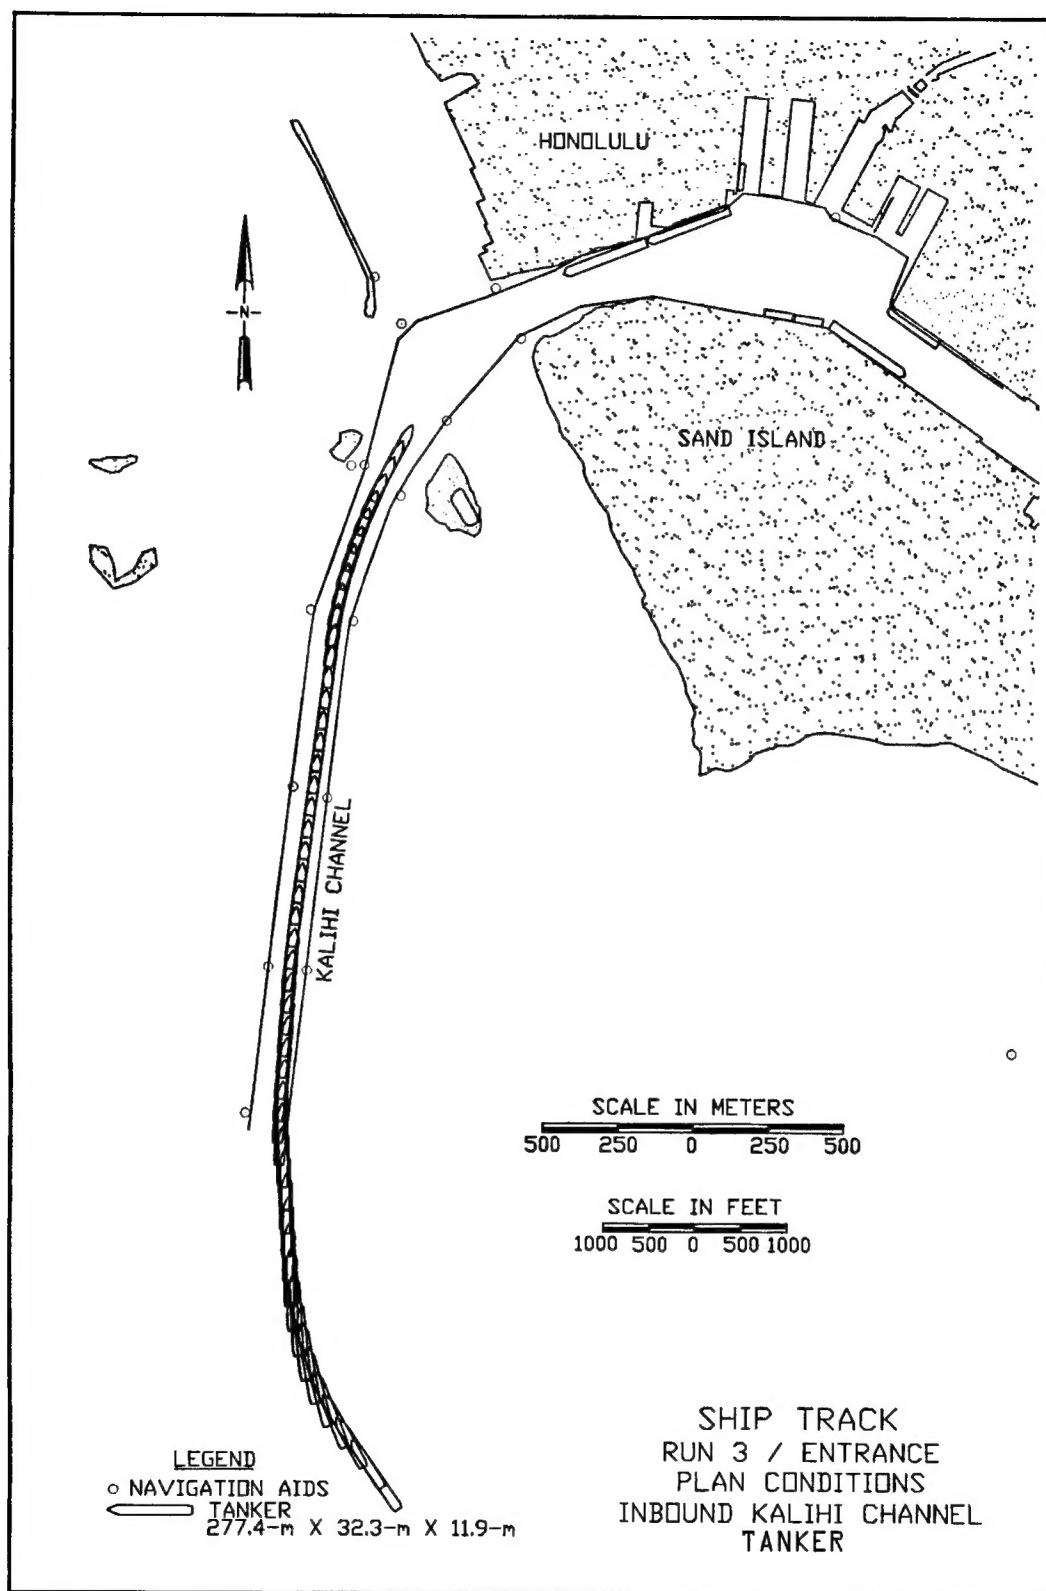 HONOLULU
-N-
SAND ISLAND
KALIHI CHANNEL
SCALE IN METERS
500 250 0 250 500
SCALE IN FEET
1000 500 0 500 1000
LEGEND
NAVIGATION AIDS
TANKER
277.4-m X 32.3-m X 11.9-m
SHIP TRACK
RUN 3 / ENTRANCE
PLAN CONDITIONS
INBOUND KALIHI CHANNEL
TANKER